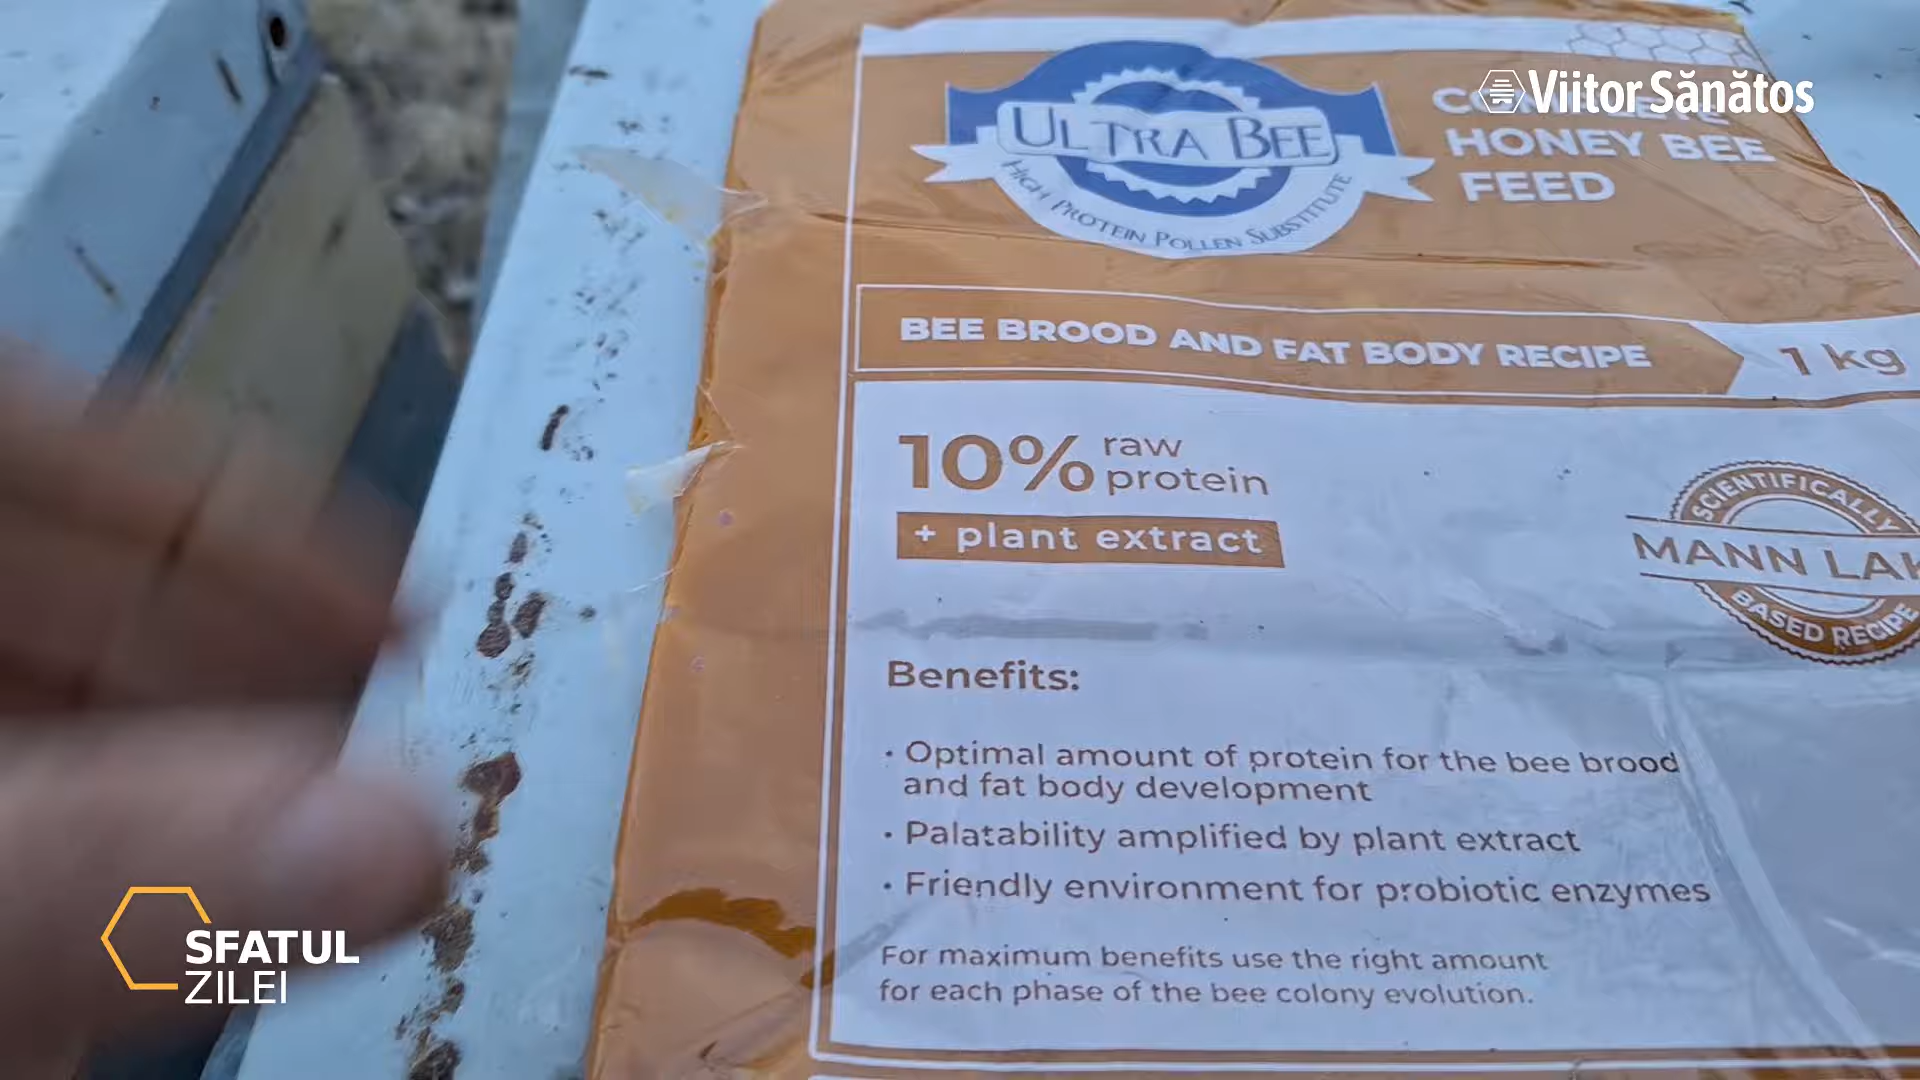 Viitor Sănătos
ULTRA BEE
HIGH PROTEIN POLLEN SUBSTITUTE
HONEY BEE
FEED
BEE BROOD AND FAT BODY RECIPE
1 kg
10% raw
protein
+ plant extract
SCIENTIFICALLY
MANN
BASED RECIPE
Benefits:
• Optimal amount of protein for the bee brood
and fat body development
• Palatability amplified by plant extract
• Friendly environment for probiotic enzymes
For maximum benefits use the right amount
for each phase of the bee colony evolution.
SFATUL
ZILEI